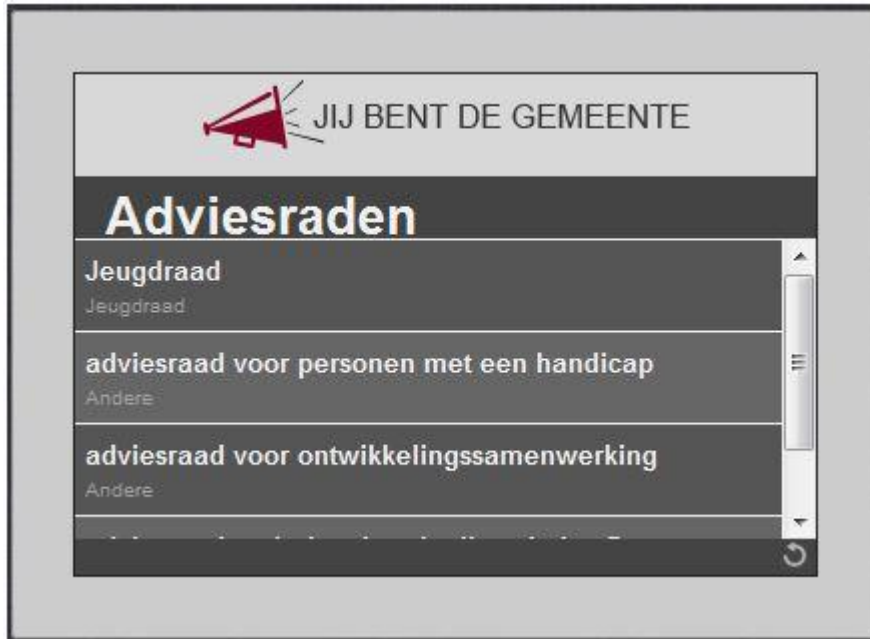 JIJ BENT DE GEMEENTE
Adviesraden
Jeugdraad
Jeugdraad
adviesraad voor personen met een handicap
Andere
adviesraad voor ontwikkelingssamenwerking
Andere